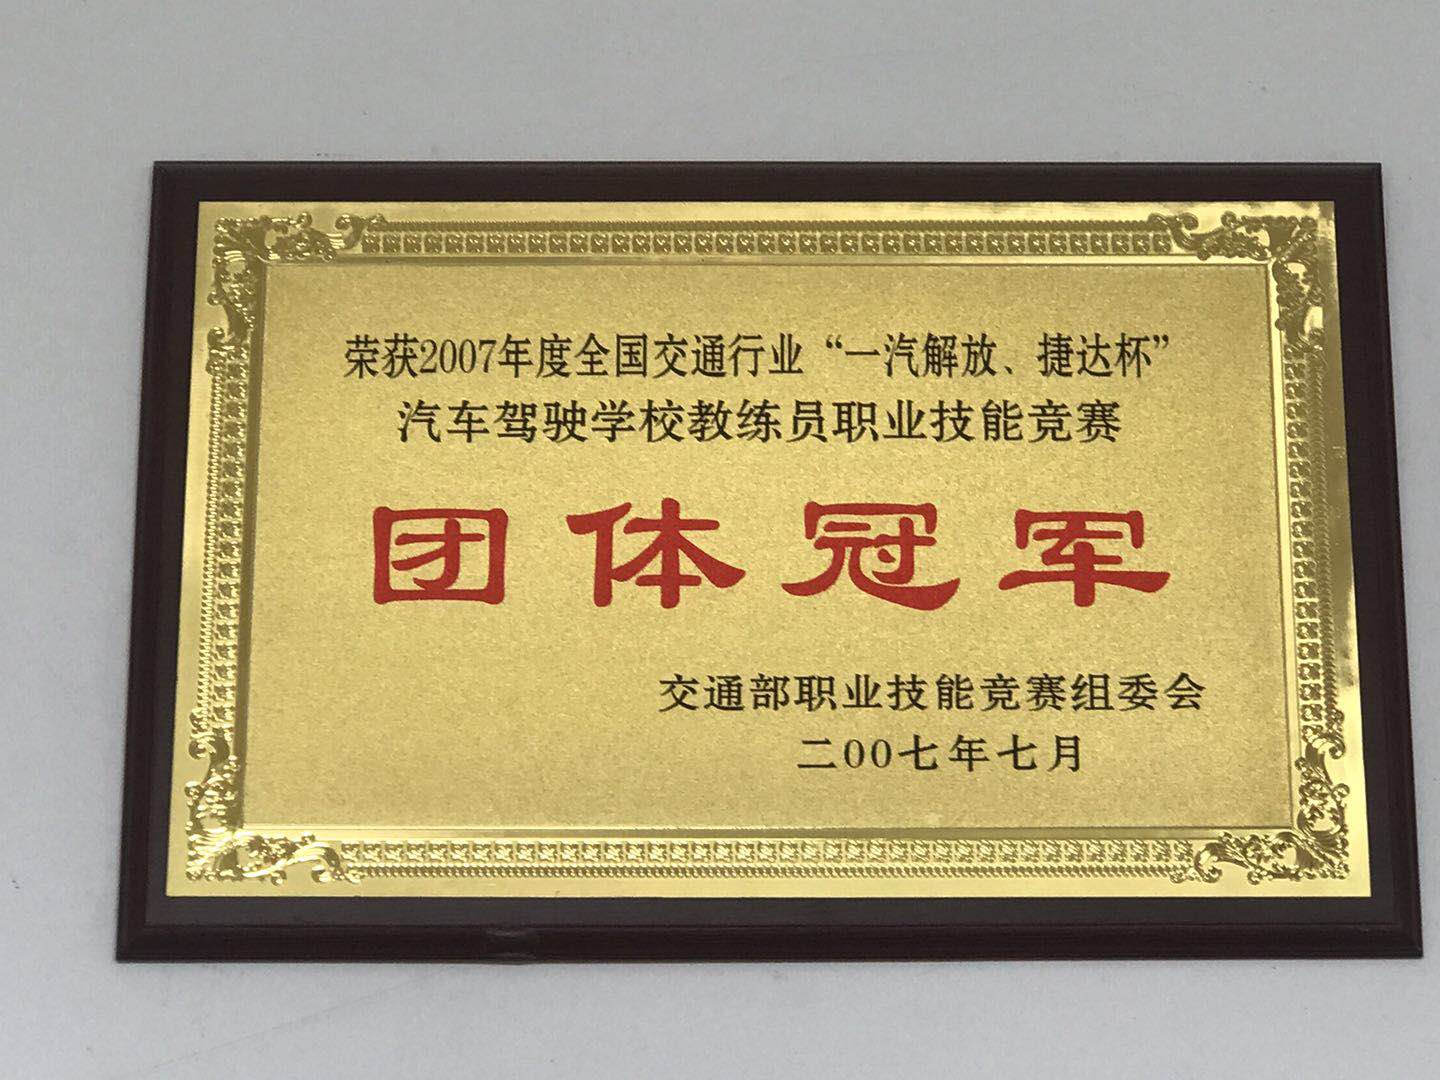 荣获2007年度全国交通行业“一汽解放、捷达杯”
汽车驾驶学校教练员职业技能竞赛
团体冠军
交通部职业技能竞赛组委会
二00七年七月